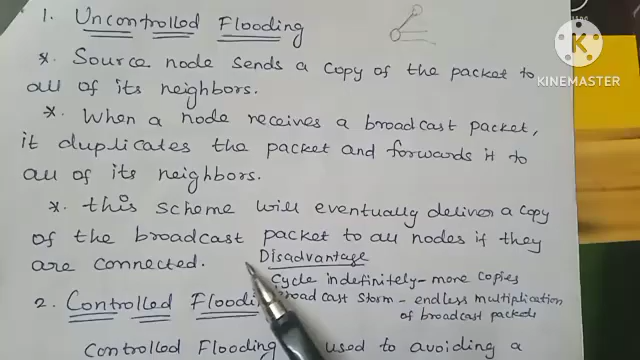 1. Uncontrolled Flooding
* Source node sends a copy of the packet to
all of its neighbors.
* When a node receives a broadcast packet,
it duplicates the packet and forwards it to
all of its neighbors.
* This scheme will eventually deliver a copy
of the broadcast packet to all nodes if they
are connected.
Disadvantage
Cycle indefinitely - more copies
Broadcast storm - endless multiplication
of broadcast packets
2. Controlled Flooding
Controlled Flooding used to avoiding a
KINEMASTER